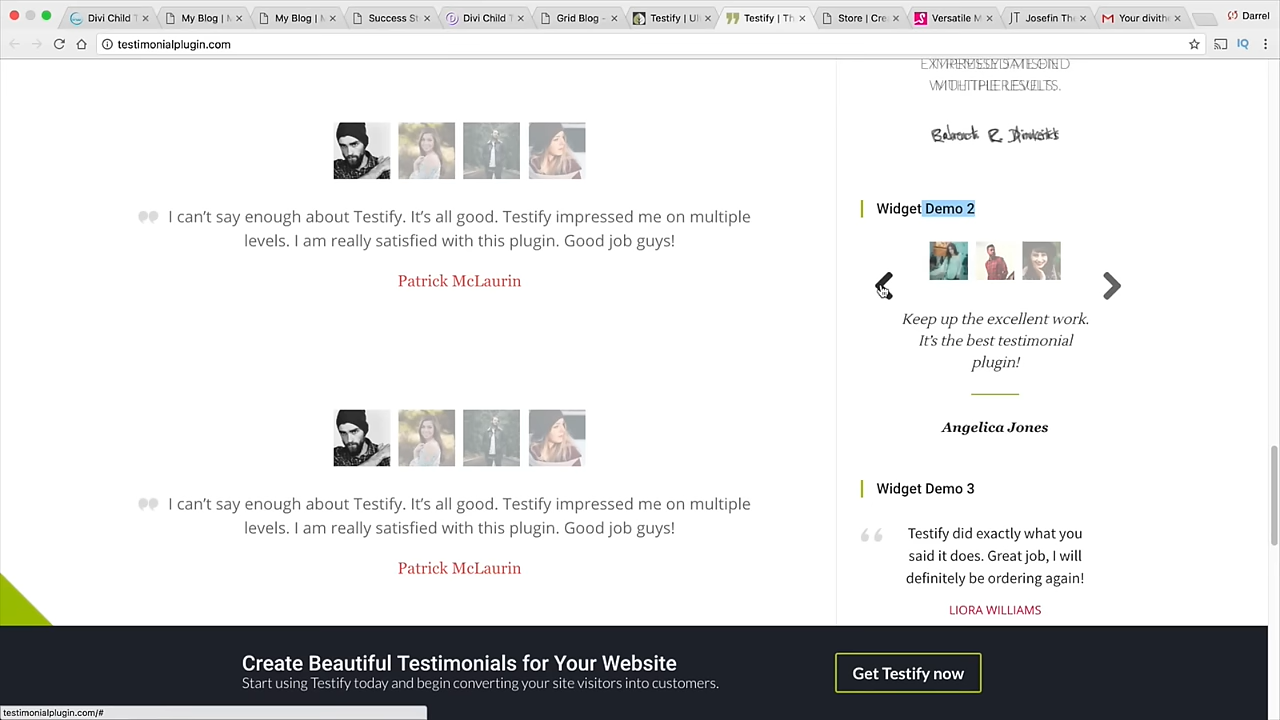 Divi Child T
My Blog | M
My Blog | M
Success St
Divi Child T
Grid Blog -
Testify | Ul
Testify | Th
Store | Cre
Versatile M
Josefin The
Your divithe
Darrel
testimonialplugin.com
I can’t say enough about Testify. It’s all good. Testify impressed me on multiple
levels. I am really satisfied with this plugin. Good job guys!
Patrick McLaurin
I can’t say enough about Testify. It’s all good. Testify impressed me on multiple
levels. I am really satisfied with this plugin. Good job guys!
Patrick McLaurin
Widget Demo 2
Keep up the excellent work.
It’s the best testimonial
plugin!
Angelica Jones
Widget Demo 3
Testify did exactly what you
said it does. Great job, I will
definitely be ordering again!
LIORA WILLIAMS
Create Beautiful Testimonials for Your Website
Start using Testify today and begin converting your site visitors into customers.
Get Testify now
testimonialplugin.com/#